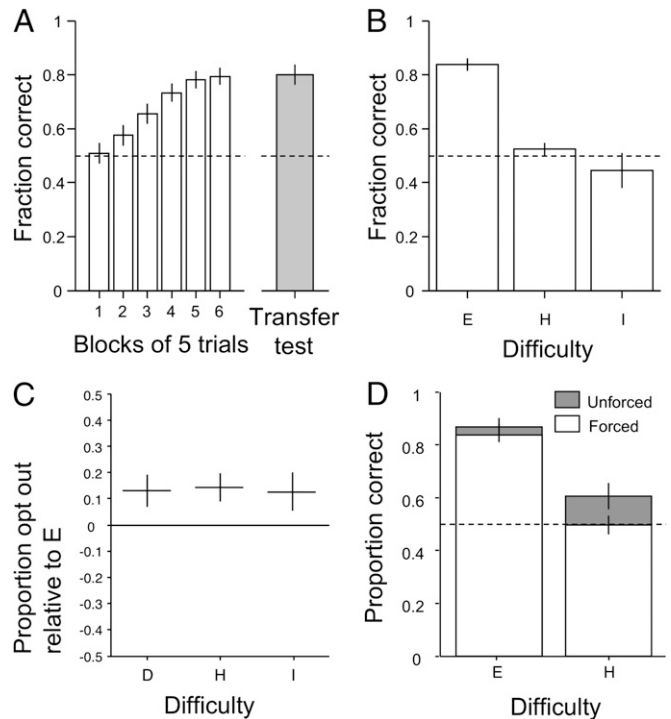 A
Fraction correct
1
0.8
0.6
0.4
0.2
0
1 2 3 4 5 6
Blocks of 5 trials
Transfer
test
B
Fraction correct
1
0.8
0.6
0.4
0.2
0
E H I
Difficulty
C
Proportion opt out
relative to E
0.5
0.4
0.3
0.2
0.1
0
-0.1
-0.2
-0.3
-0.4
-0.5
D H I
Difficulty
D
Unforced
Forced
Proportion correct
1
0.8
0.6
0.4
0.2
0
E H
Difficulty